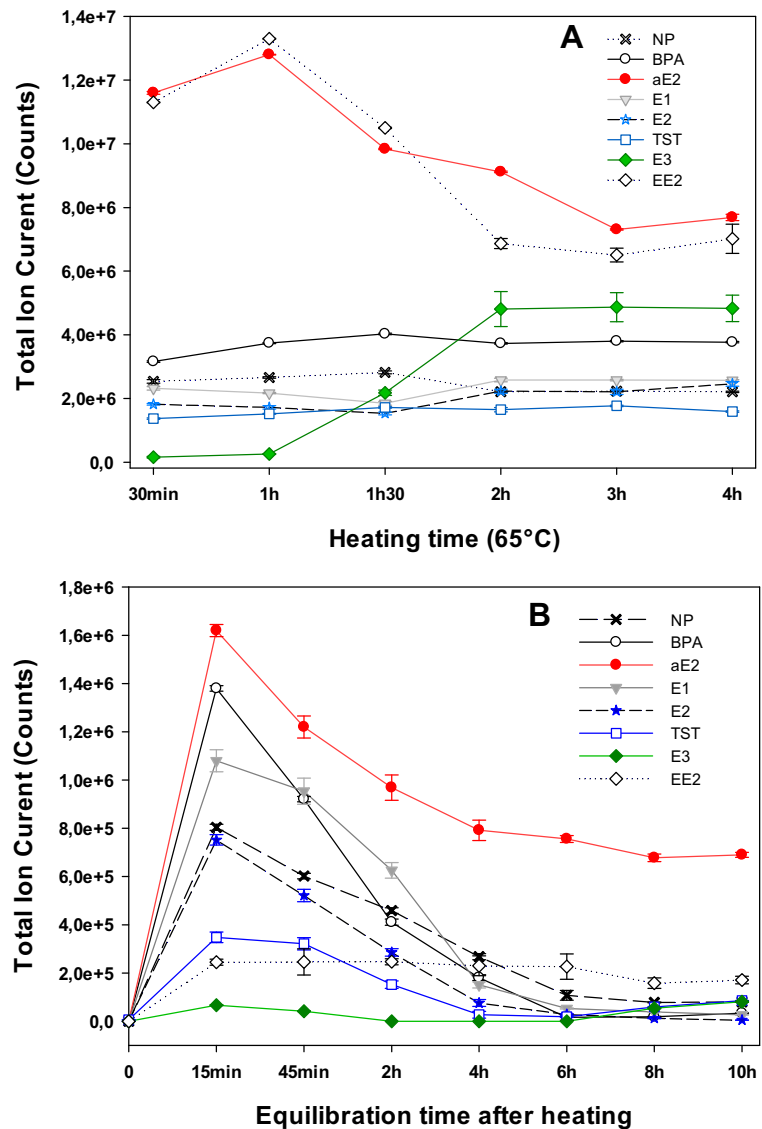 A
NP
BPA
aE2
E1
E2
TST
E3
EE2
Total Ion Curent (Counts)
1,4e+7
1,2e+7
1,0e+7
8,0e+6
6,0e+6
4,0e+6
2,0e+6
0,0
30min 1h 1h30 2h 3h 4h
Heating time (65°C)
B
NP
BPA
aE2
E1
E2
TST
E3
EE2
Total Ion Curent (Counts)
1,8e+6
1,6e+6
1,4e+6
1,2e+6
1,0e+6
8,0e+5
6,0e+5
4,0e+5
2,0e+5
0,0
0 15min 45min 2h 4h 6h 8h 10h
Equilibration time after heating